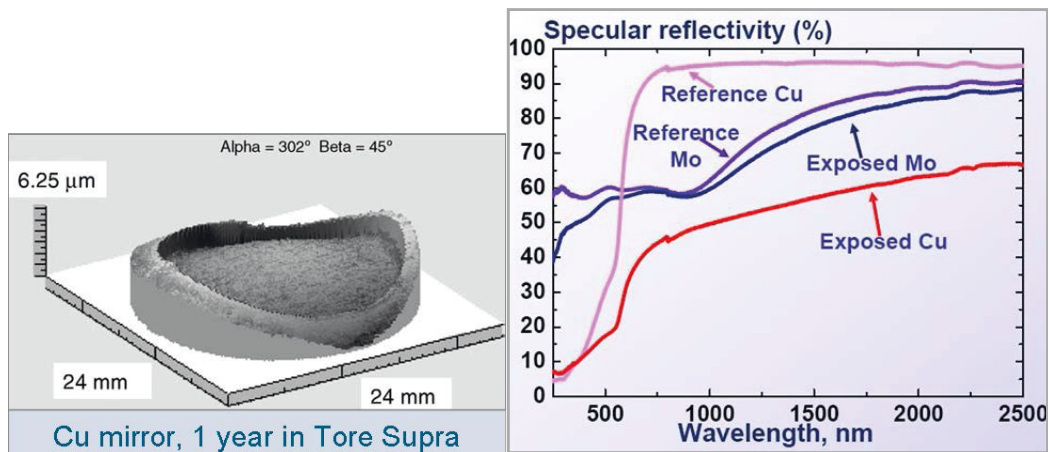 Alpha = 302° Beta = 45°
6.25 μm
24 mm
24 mm
Cu mirror, 1 year in Tore Supra
Specular reflectivity (%)
100
90
80
70
60
50
40
30
20
10
0
Reference Cu
Reference
Mo
Exposed Mo
Exposed Cu
500
1000
1500
2000
2500
Wavelength, nm